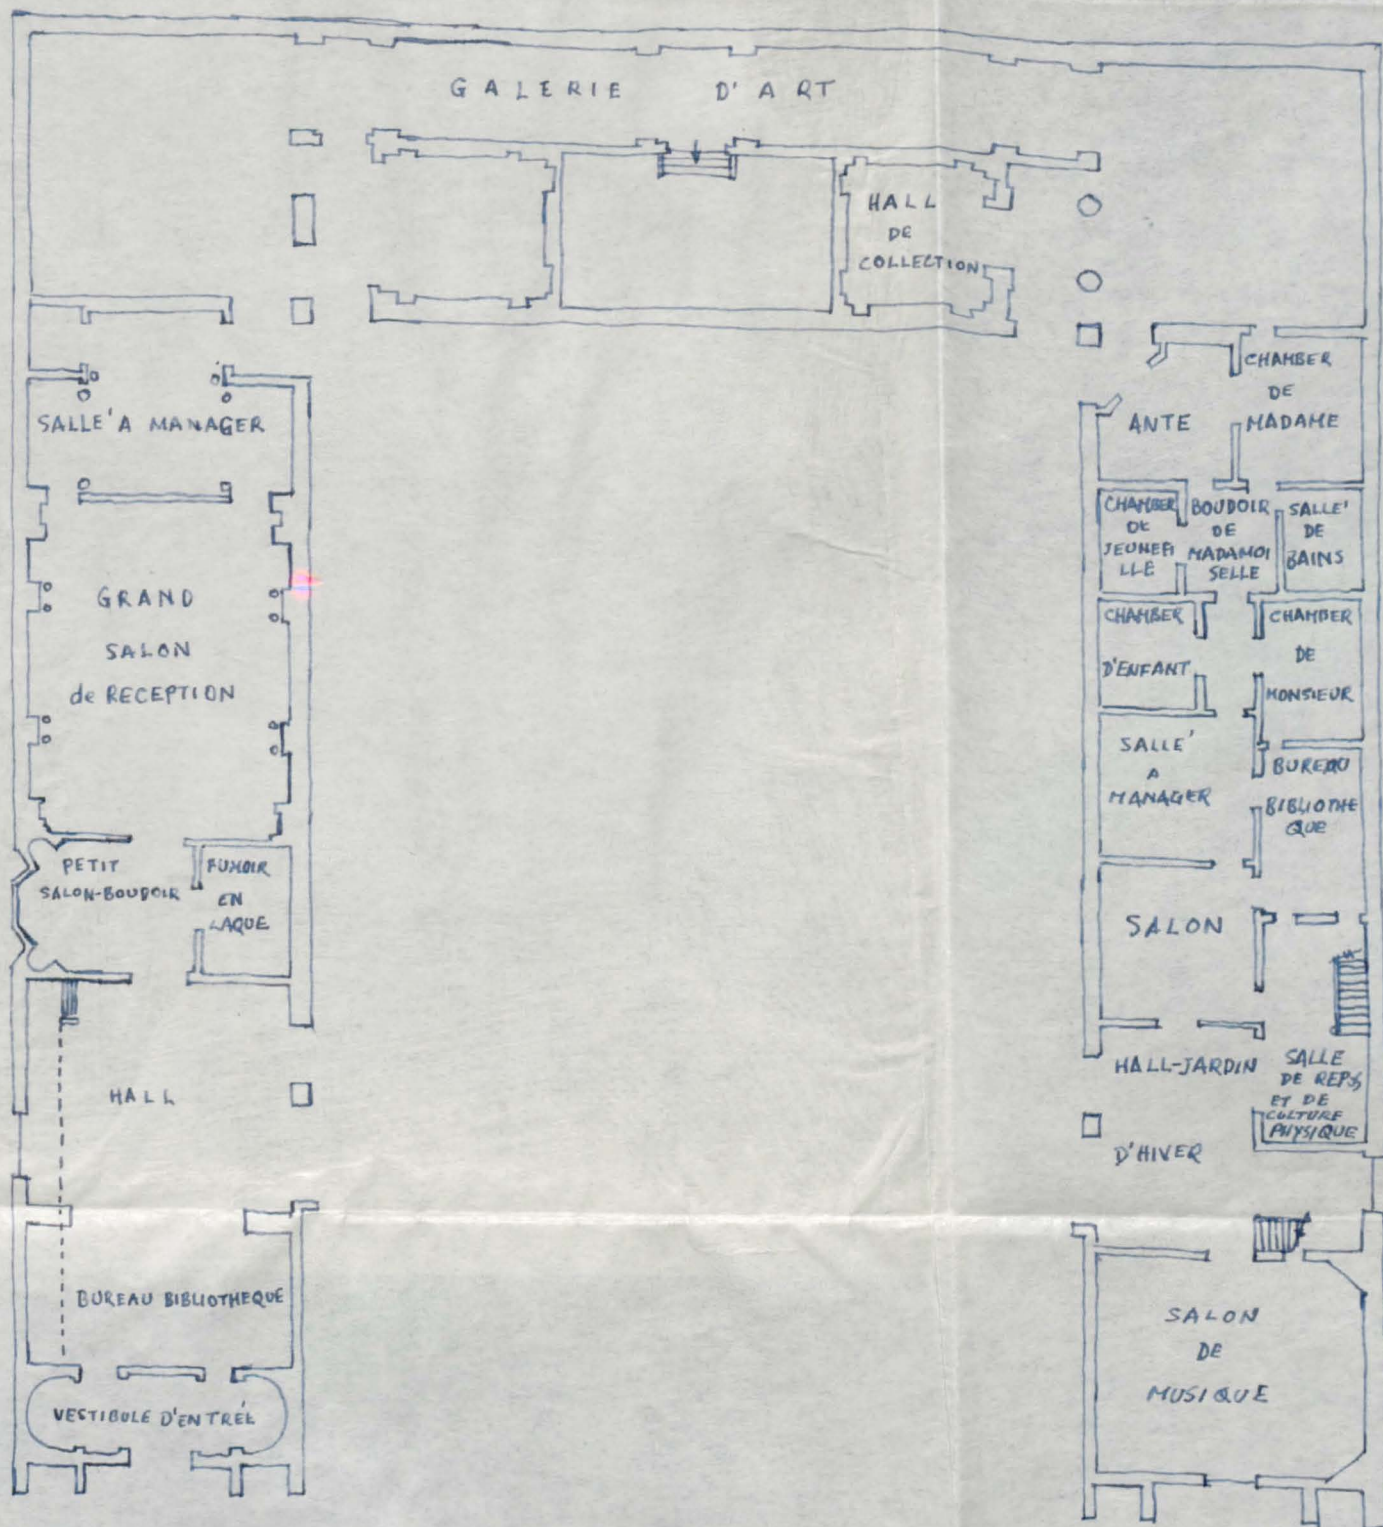 GALERIE D'ART
HALL
DE
COLLECTION
SALLE'A MANAGER
GRAND
SALON
de RECEPTION
PETIT
SALON-BOUDOIR
FUMOIR
EN
LAQUE
HALL
BUREAU BIBLIOTHEQUE
VESTIBULE D'ENTRÉE
CHAMBER
DE
MADAME
ANTE
CHAMBER
DE
JEUNEFI
LLE
BOUDOIR
DE
MADAMOI
SELLE
SALLE'
DE
BAINS
CHAMBER
D'ENFANT
CHAMBER
DE
MONSIEUR
SALLE'
A
MANAGER
BUREAU
BIBLIOTHE
QUE
SALON
HALL-JARDIN
D'HIVER
SALLE
DE REPOS
ET DE
CULTURE
PHYSIQUE
SALON
DE
MUSIQUE